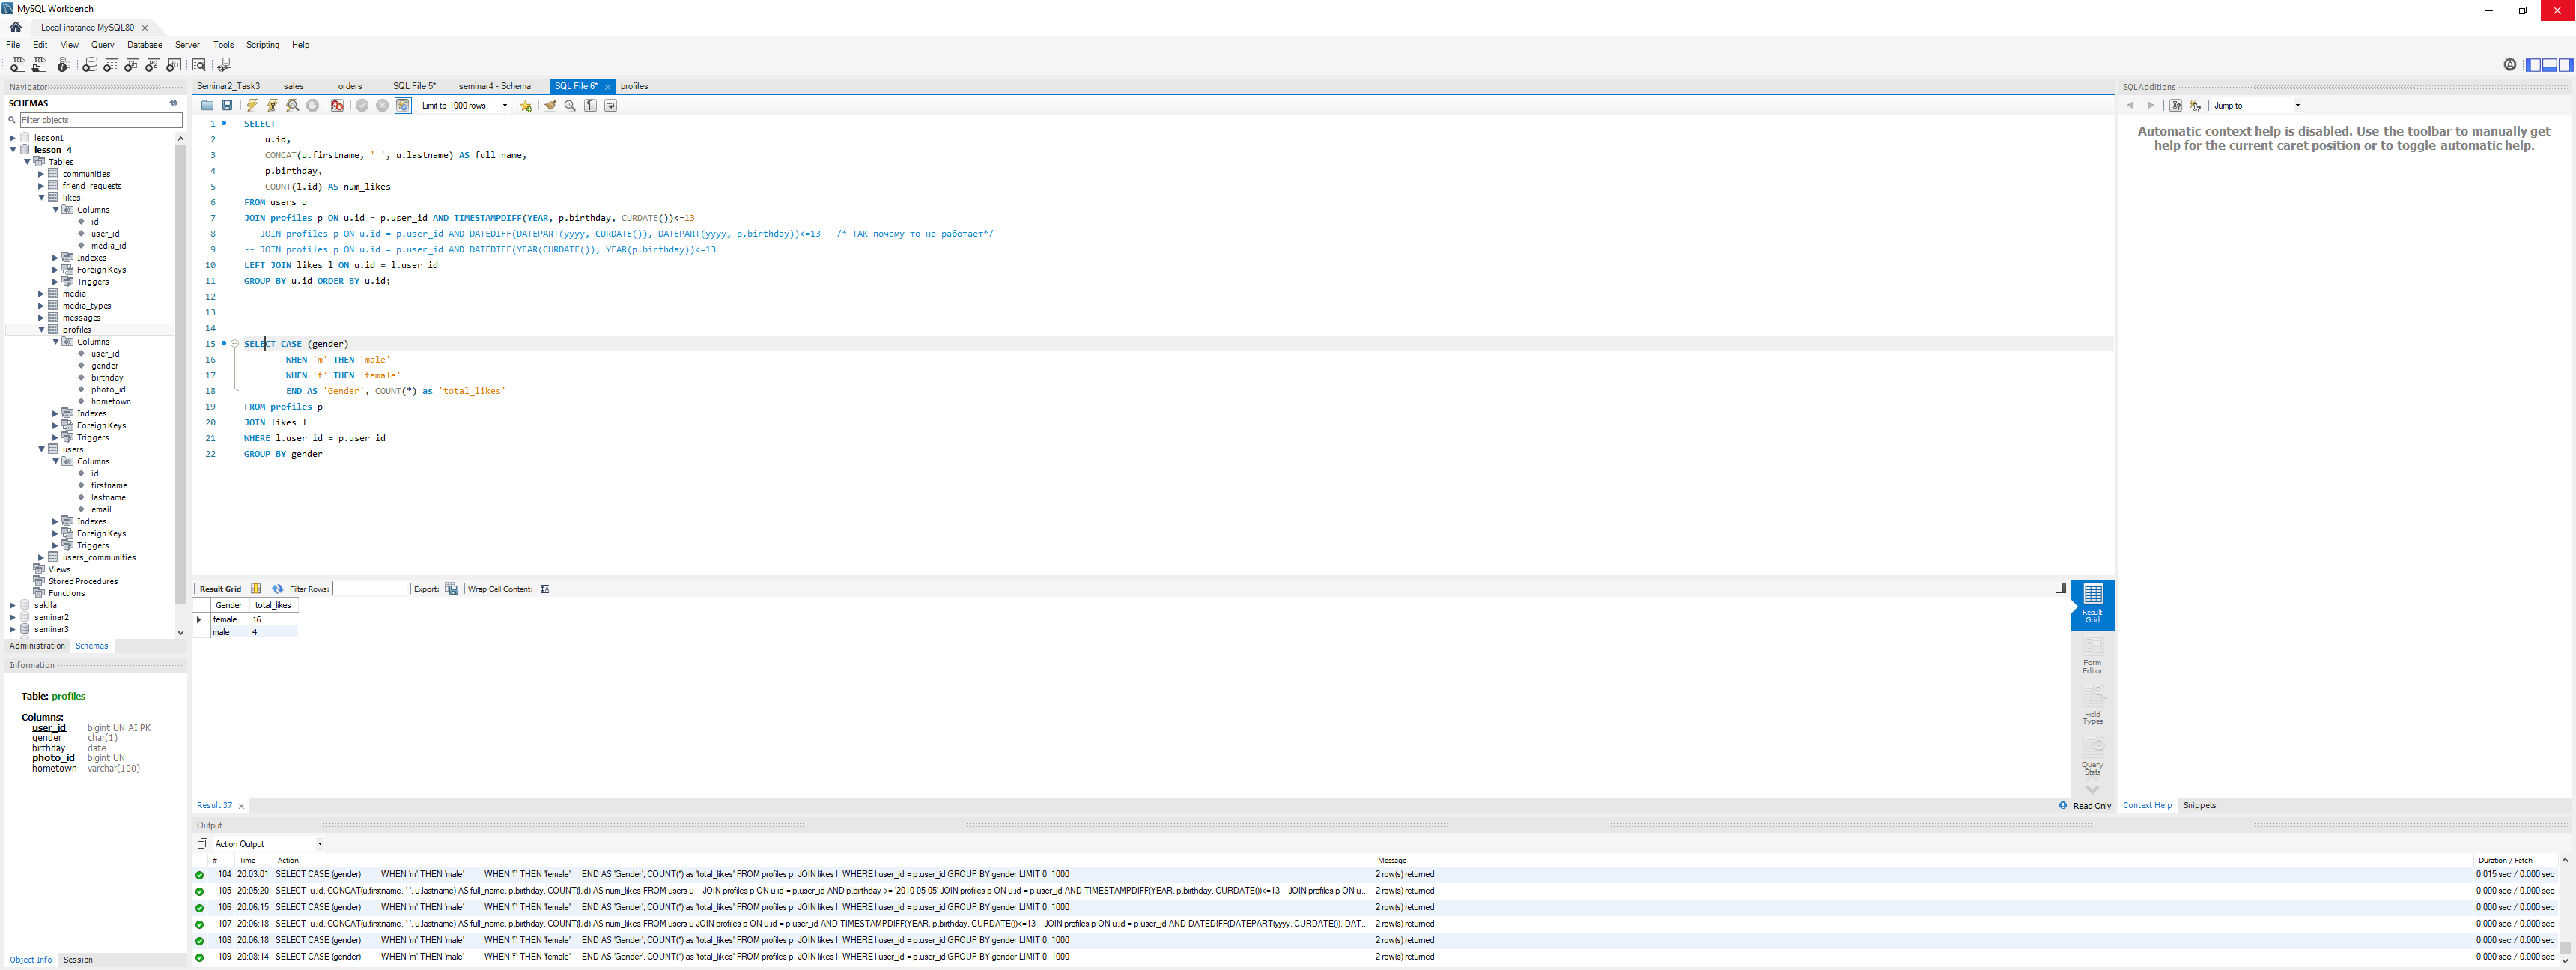 MySQL Workbench
Local instance MySQL80
File Edit View Query Database Server Tools Scripting Help
Navigator
SCHEMAS
Filter objects
lesson1
lesson_4
Tables
communities
friend_requests
likes
Columns
id
user_id
media_id
Indexes
Foreign Keys
Triggers
media
media_types
messages
profiles
Columns
user_id
gender
birthday
photo_id
hometown
Indexes
Foreign Keys
Triggers
users
Columns
id
firstname
lastname
email
Indexes
Foreign Keys
Triggers
users_communities
Views
Stored Procedures
Functions
sakila
seminar2
seminar3
Administration Schemas
Information
Table: profiles
Columns:
user_id bigint UN AI PK
gender char(1)
birthday date
photo_id bigint UN
hometown varchar(100)
Object Info Session
Seminar2_Task3 sales orders SQL File 5* seminar4 - Schema SQL File 6* profiles
Limit to 1000 rows
1 SELECT
2 u.id,
3 CONCAT(u.firstname, ' ', u.lastname) AS full_name,
4 p.birthday,
5 COUNT(l.id) AS num_likes
6 FROM users u
7 JOIN profiles p ON u.id = p.user_id AND TIMESTAMPDIFF(YEAR, p.birthday, CURDATE())<=13
8 -- JOIN profiles p ON u.id = p.user_id AND DATEDIFF(DATEPART(yyyy, CURDATE()), DATEPART(yyyy, p.birthday))<=13 /* ТАК почему-то не работает*/
9 -- JOIN profiles p ON u.id = p.user_id AND DATEDIFF(YEAR(CURDATE()), YEAR(p.birthday))<=13
10 LEFT JOIN likes l ON u.id = l.user_id
11 GROUP BY u.id ORDER BY u.id;
12
13
14
15 SELECT CASE (gender)
16 WHEN 'm' THEN 'male'
17 WHEN 'f' THEN 'female'
18 END AS 'Gender', COUNT(*) as 'total_likes'
19 FROM profiles p
20 JOIN likes l
21 WHERE l.user_id = p.user_id
22 GROUP BY gender
Result Grid Filter Rows: Export: Wrap Cell Content:
Gender total_likes
female 16
male 4
Result Grid
Form Editor
Field Types
Query Stats
Result 37
Read Only
Output
Action Output
# Time Action Message Duration / Fetch
104 20:03:01 SELECT CASE (gender) WHEN 'm' THEN 'male' WHEN 'f' THEN 'female' END AS 'Gender', COUNT(*) as 'total_likes' FROM profiles p JOIN likes l WHERE l.user_id = p.user_id GROUP BY gender LIMIT 0, 1000 2 row(s) returned 0.015 sec / 0.000 sec
105 20:05:20 SELECT u.id, CONCAT(u.firstname, ' ', u.lastname) AS full_name, p.birthday, COUNT(l.id) AS num_likes FROM users u -- JOIN profiles p ON u.id = p.user_id AND p.birthday >= '2010-05-05' JOIN profiles p ON u.id = p.user_id AND TIMESTAMPDIFF(YEAR, p.birthday, CURDATE())<=13 -- JOIN profiles p ON u... 2 row(s) returned 0.000 sec / 0.000 sec
106 20:06:15 SELECT CASE (gender) WHEN 'm' THEN 'male' WHEN 'f' THEN 'female' END AS 'Gender', COUNT(*) as 'total_likes' FROM profiles p JOIN likes l WHERE l.user_id = p.user_id GROUP BY gender LIMIT 0, 1000 2 row(s) returned 0.000 sec / 0.000 sec
107 20:06:18 SELECT u.id, CONCAT(u.firstname, ' ', u.lastname) AS full_name, p.birthday, COUNT(l.id) AS num_likes FROM users u JOIN profiles p ON u.id = p.user_id AND TIMESTAMPDIFF(YEAR, p.birthday, CURDATE())<=13 -- JOIN profiles p ON u.id = p.user_id AND DATEDIFF(DATEPART(yyyy, CURDATE()), DAT... 2 row(s) returned 0.000 sec / 0.000 sec
108 20:06:18 SELECT CASE (gender) WHEN 'm' THEN 'male' WHEN 'f' THEN 'female' END AS 'Gender', COUNT(*) as 'total_likes' FROM profiles p JOIN likes l WHERE l.user_id = p.user_id GROUP BY gender LIMIT 0, 1000 2 row(s) returned 0.000 sec / 0.000 sec
109 20:08:14 SELECT CASE (gender) WHEN 'm' THEN 'male' WHEN 'f' THEN 'female' END AS 'Gender', COUNT(*) as 'total_likes' FROM profiles p JOIN likes l WHERE l.user_id = p.user_id GROUP BY gender LIMIT 0, 1000 2 row(s) returned 0.000 sec / 0.000 sec
SQLAdditions
Jump to
Automatic context help is disabled. Use the toolbar to manually get
help for the current caret position or to toggle automatic help.
Context Help Snippets